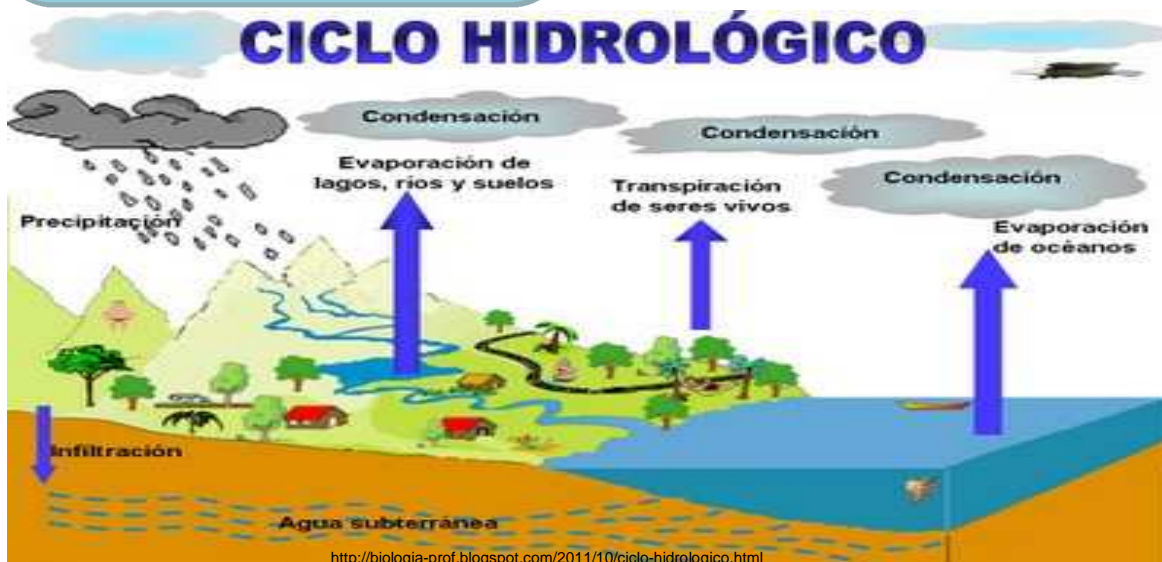 CICLO HIDROLÓGICO
Condensación
Condensación
Condensación
Evaporación de
lagos, ríos y suelos
Transpiración
de seres vivos
Evaporación
de océanos
Precipitación
Infiltración
Agua subterránea
http://biologia-prof.blogspot.com/2011/10/ciclo-hidrologico.html